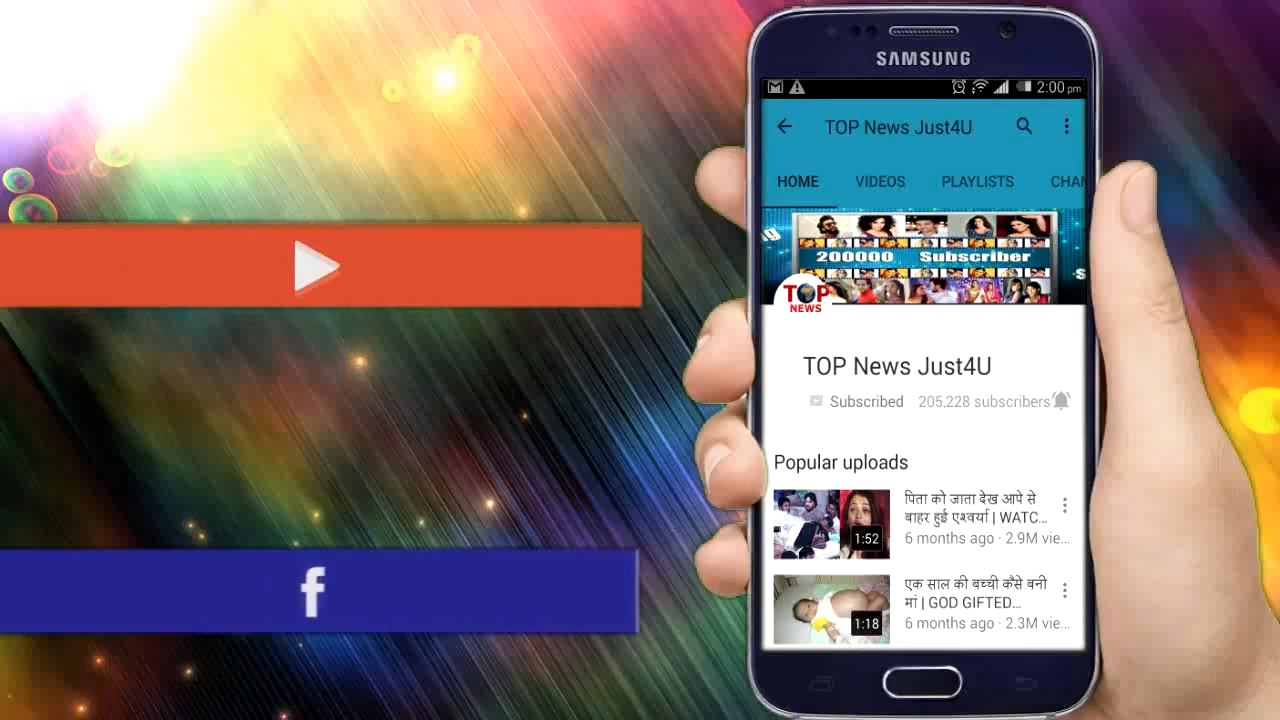 SAMSUNG
2:00 pm
TOP News Just4U
HOME VIDEOS PLAYLISTS CHAN
200000 Subscriber
TOP
NEWS
TOP News Just4U
Subscribed 205,228 subscribers
Popular uploads
पिता को जाता देख आपे से
बाहर हुई एश्वर्या | WATC...
1:52
6 months ago · 2.9M vie...
एक साल की बच्ची कैसे बनी
मां | GOD GIFTED...
1:18
6 months ago · 2.3M vie...
f